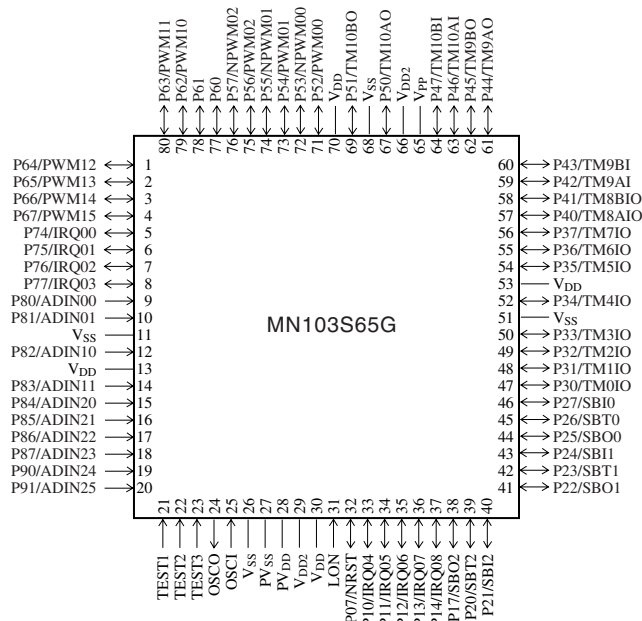 P63/PWM11
P62/PWM10
P61
P60
P57/NPWM02
P56/PWM02
P55/NPWM01
P54/PWM01
P53/NPWM00
P52/PWM00
VDD
P51/TM10BO
VSS
P50/TM10AO
VDD2
VPP
P47/TM10BI
P46/TM10AI
P45/TM9BO
P44/TM9AO
80
79
78
77
76
75
74
73
72
71
70
69
68
67
66
65
64
63
62
61
P64/PWM12 1
P65/PWM13 2
P66/PWM14 3
P67/PWM15 4
P74/IRQ00 5
P75/IRQ01 6
P76/IRQ02 7
P77/IRQ03 8
P80/ADIN00 9
P81/ADIN01 10
VSS 11
P82/ADIN10 12
VDD 13
P83/ADIN11 14
P84/ADIN20 15
P85/ADIN21 16
P86/ADIN22 17
P87/ADIN23 18
P90/ADIN24 19
P91/ADIN25 20
MN103S65G
60 P43/TM9BI
59 P42/TM9AI
58 P41/TM8BIO
57 P40/TM8AIO
56 P37/TM7IO
55 P36/TM6IO
54 P35/TM5IO
53 VDD
52 P34/TM4IO
51 VSS
50 P33/TM3IO
49 P32/TM2IO
48 P31/TM1IO
47 P30/TM0IO
46 P27/SBI0
45 P26/SBT0
44 P25/SBO0
43 P24/SBI1
42 P23/SBT1
41 P22/SBO1
21
22
23
24
25
26
27
28
29
30
31
32
33
34
35
36
37
38
39
40
TEST1
TEST2
TEST3
OSCO
OSCI
VSS
PVSS
PVDD
VDD2
VDD
LON
P07/NRST
P10/IRQ04
P11/IRQ05
P12/IRQ06
P13/IRQ07
P14/IRQ08
P17/SBO2
P20/SBT2
P21/SBI2